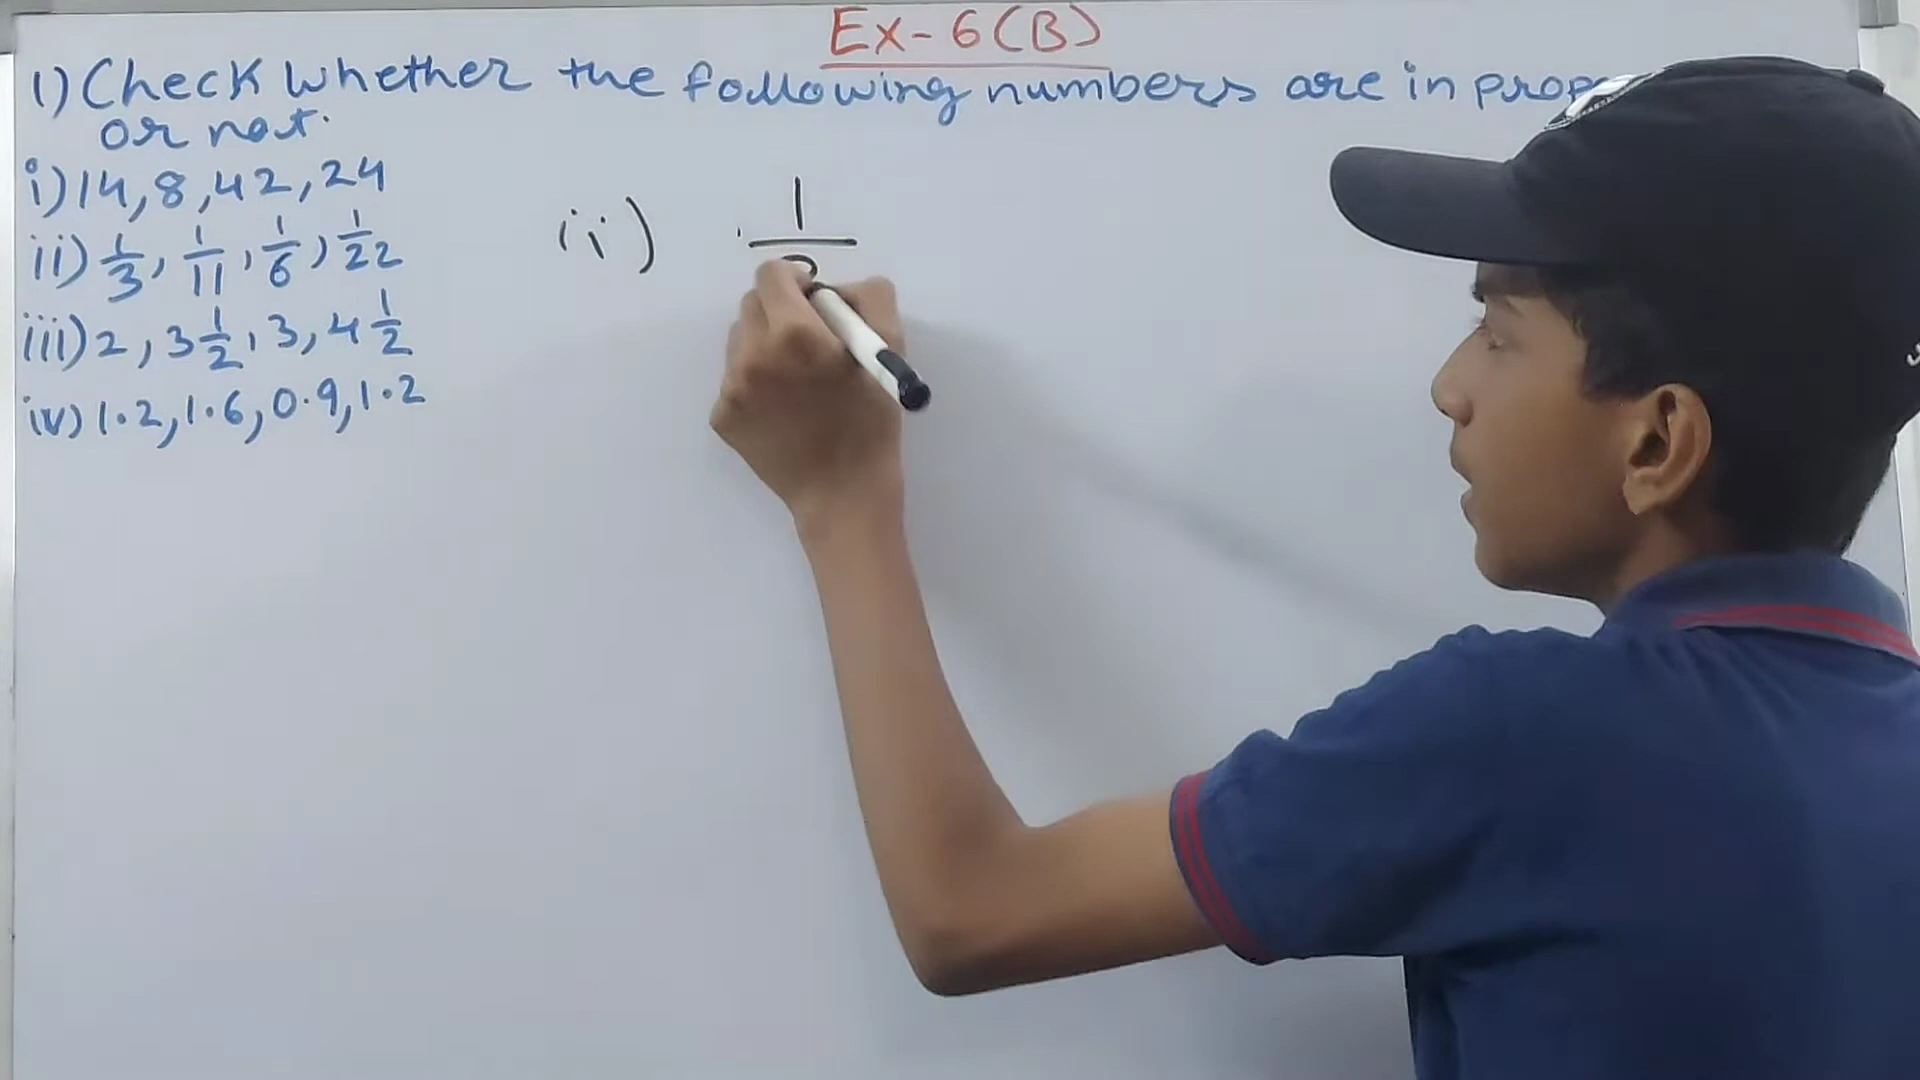 Ex-6(B)
1) Check whether the following numbers are in
or not.
i) 14, 8, 42, 24
ii) 1/3, 1/11, 1/6, 1/22
iii) 2, 3 1/2, 3, 4 1/2
iv) 1.2, 1.6, 0.9, 1.2
ii) 1